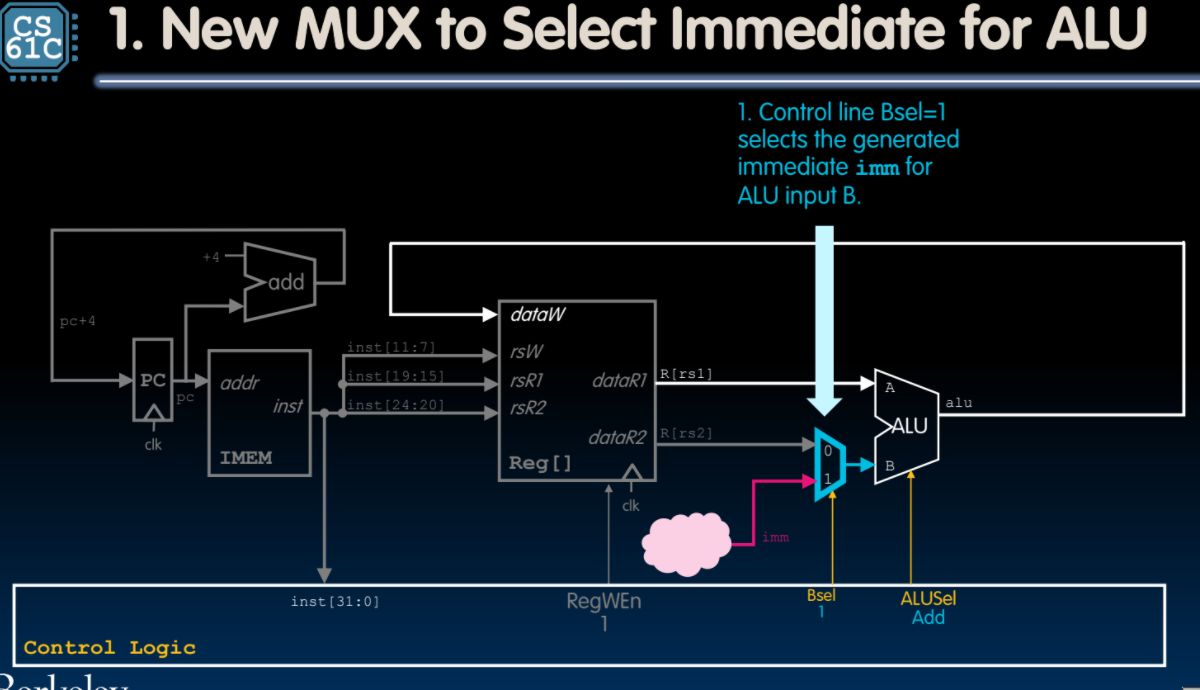 CS
61C
1. New MUX to Select Immediate for ALU
1. Control line Bsel=1
selects the generated
immediate imm for
ALU input B.
+4
add
pc+4
PC
pc
clk
addr
inst
IMEM
inst[11:7]
inst[19:15]
inst[24:20]
dataW
rsW
rsR1
rsR2
dataR1
dataR2
Reg[]
clk
R[rs1]
R[rs2]
0
1
imm
A
ALU
B
alu
inst[31:0]
RegWEn
1
Bsel
1
ALUSel
Add
Control Logic
Berkeley